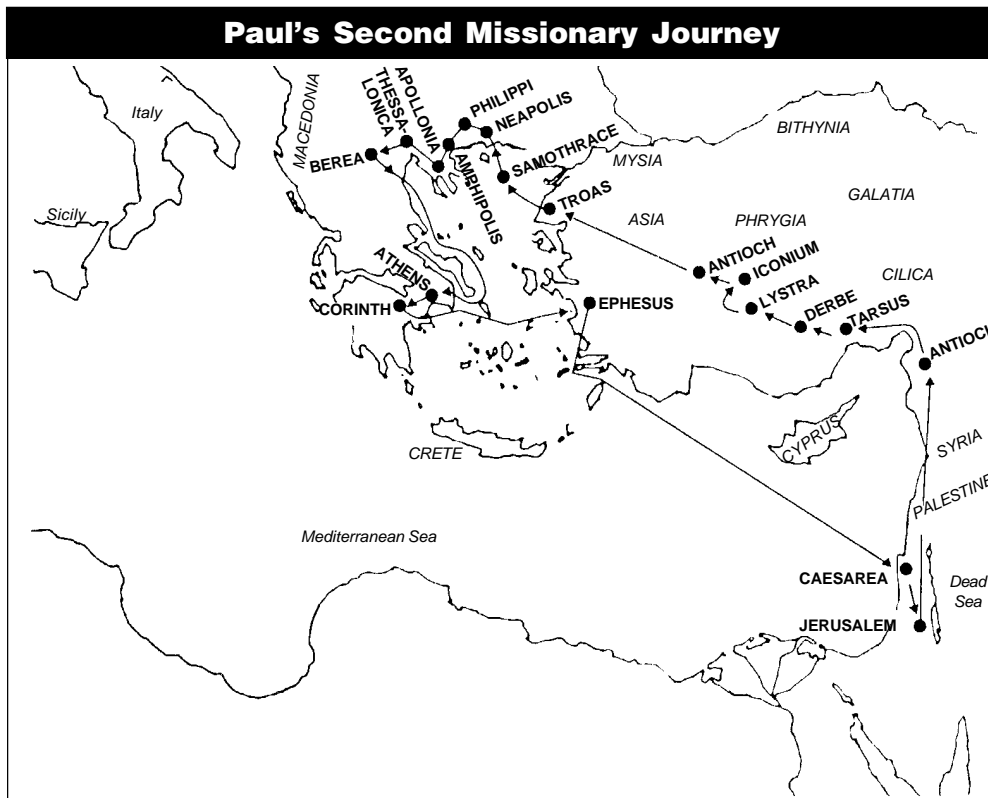 Paul's Second Missionary Journey
Italy
Sicily
MACEDONIA
THESSA-
LONICA
APOLLONIA
PHILIPPI
NEAPOLIS
BEREA
AMPHIPOLIS
SAMOTHRACE
TROAS
MYSIA
BITHYNIA
ASIA
PHRYGIA
GALATIA
ANTIOCH
ICONIUM
CILICA
LYSTRA
DERBE
TARSUS
ANTIOCH
ATHENS
CORINTH
EPHESUS
CRETE
CYPRUS
SYRIA
PALESTINE
Mediterranean Sea
CAESAREA
Dead
Sea
JERUSALEM